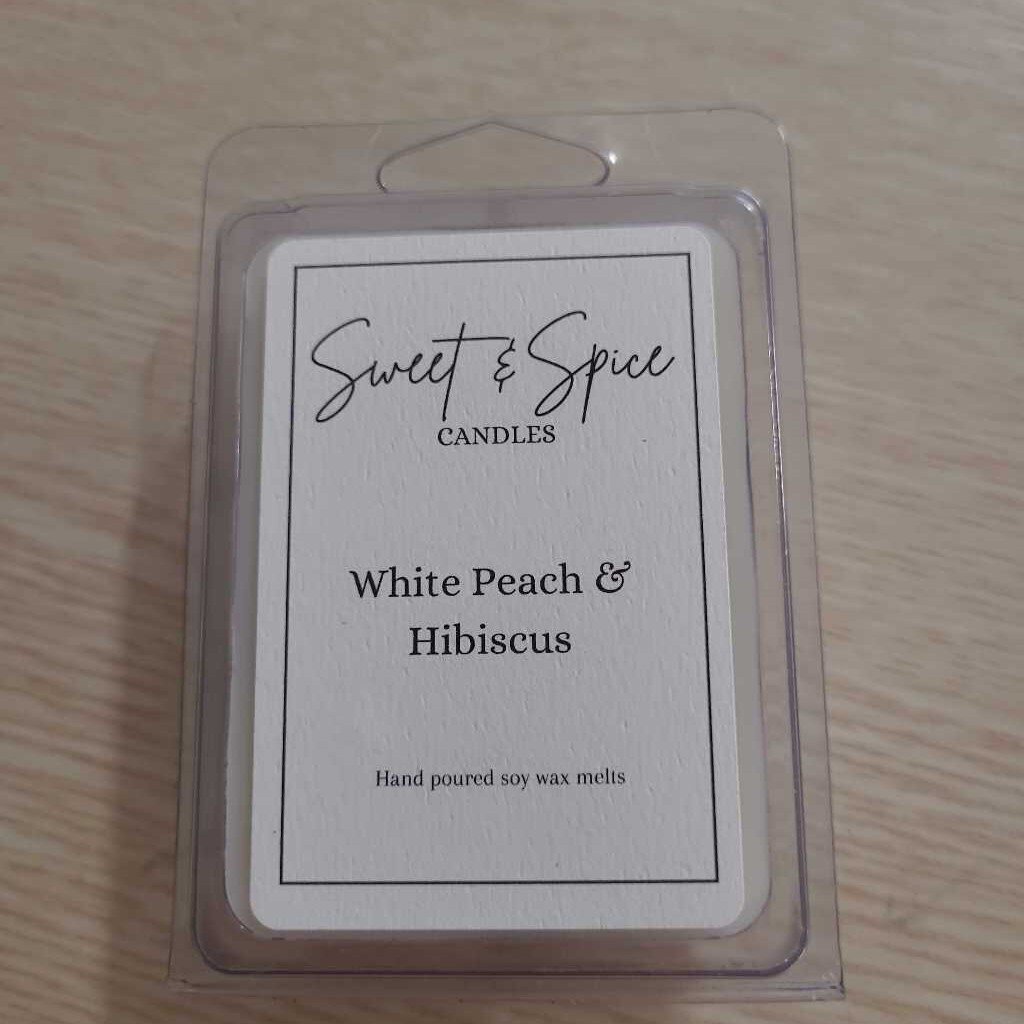 Sweet & Spice
CANDLES
White Peach &
Hibiscus
Hand poured soy wax melts